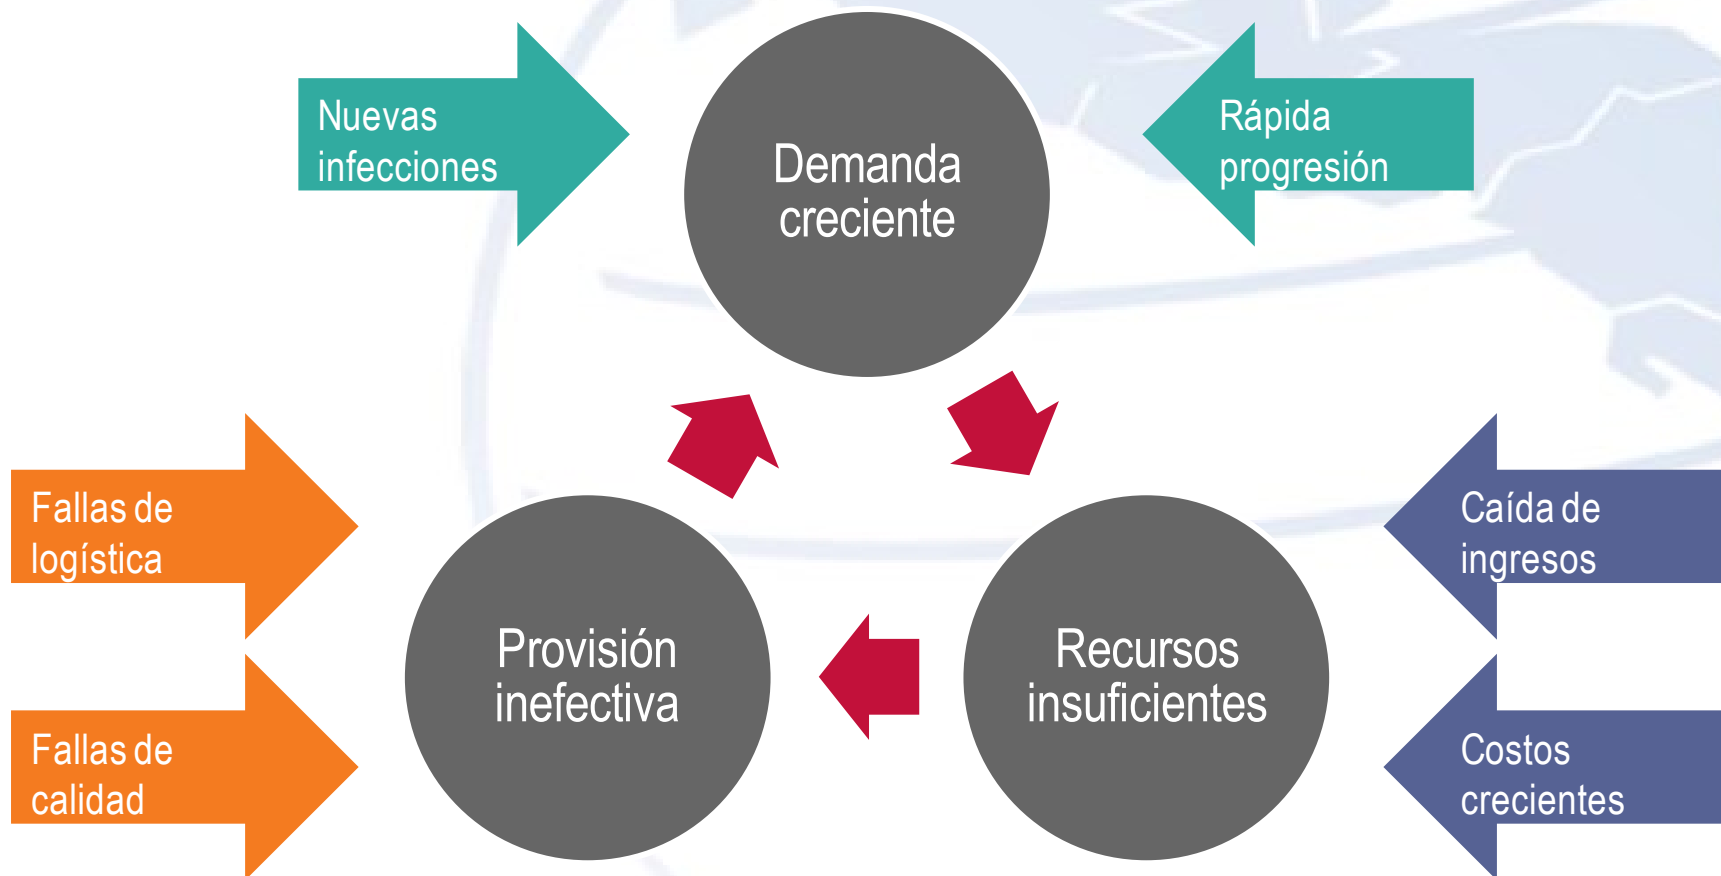 Nuevas
infecciones
Demanda
creciente
Rápida
progresión
Fallas de
logística
Caída de
ingresos
Provisión
inefectiva
Recursos
insuficientes
Fallas de
calidad
Costos
crecientes